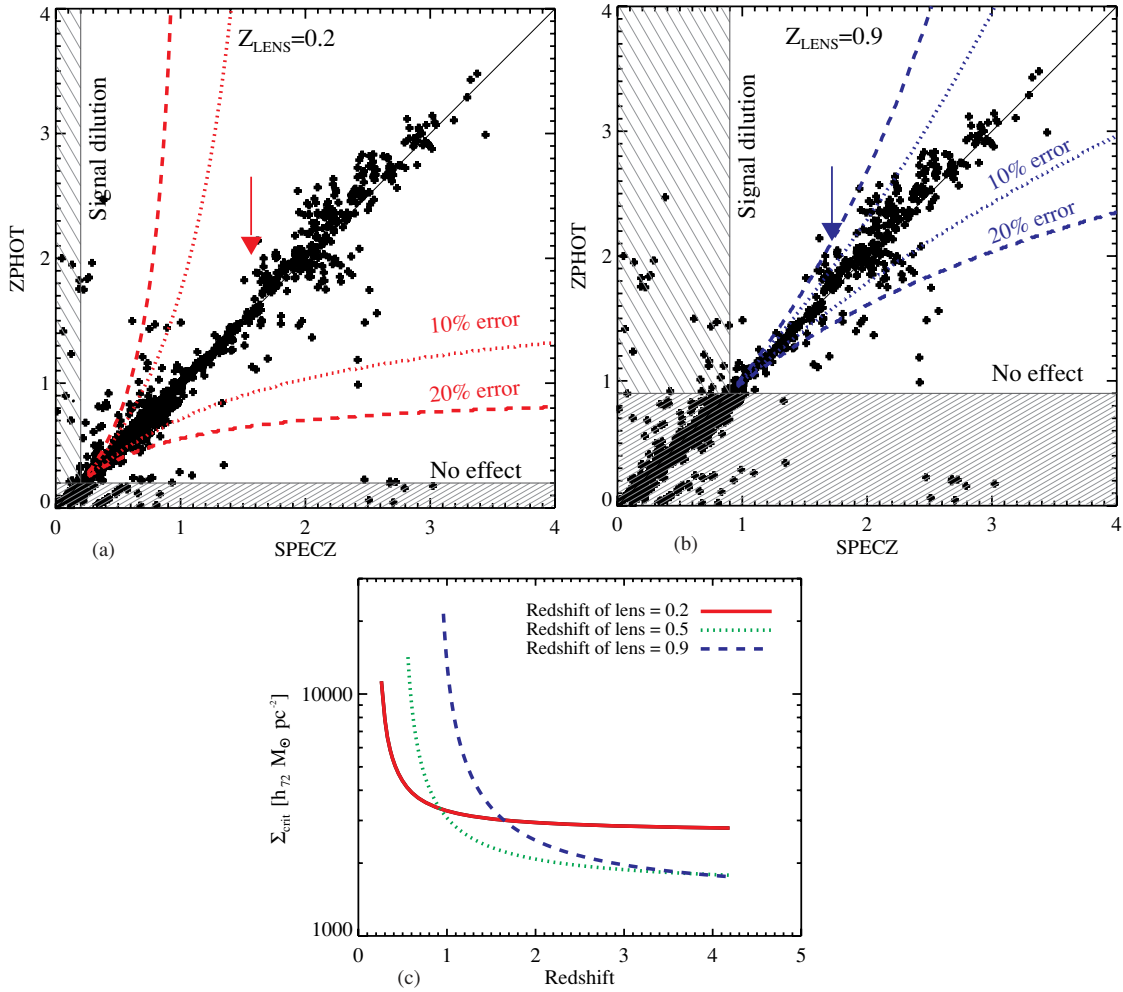 Z_LENS=0.2
Signal dilution
10% error
20% error
No effect
ZPHOT
0
1
2
3
4
0 1 2 3 4
(a) SPECZ
Z_LENS=0.9
Signal dilution
10% error
20% error
No effect
ZPHOT
0
1
2
3
4
0 1 2 3 4
(b) SPECZ
Redshift of lens = 0.2
Redshift of lens = 0.5
Redshift of lens = 0.9
Σcrit [h72 M⊙ pc-2]
10000
1000
0 1 2 3 4 5
(c) Redshift